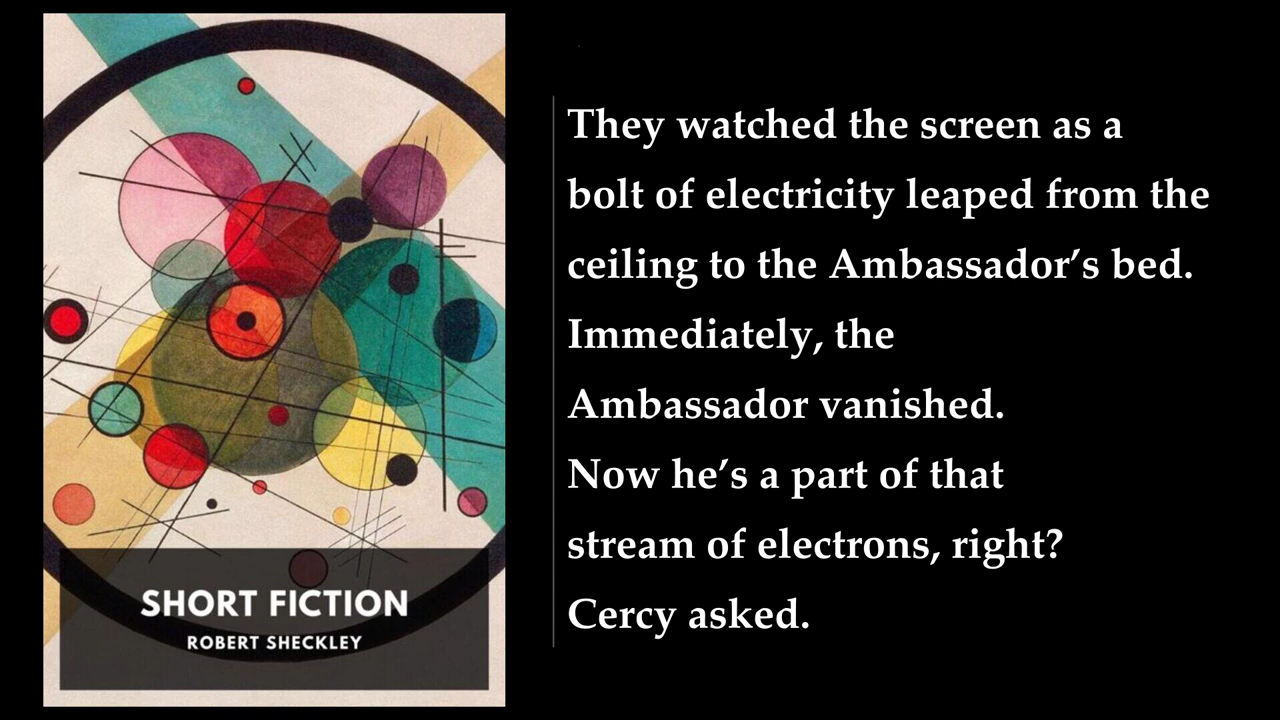 SHORT FICTION
ROBERT SHECKLEY
They watched the screen as a
bolt of electricity leaped from the
ceiling to the Ambassador’s bed.
Immediately, the
Ambassador vanished.
Now he’s a part of that
stream of electrons, right?
Cercy asked.